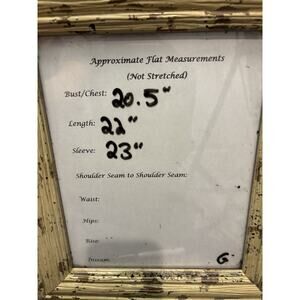 Approximate Flat Measurements
(Not Stretched)
Bust/Chest: 20.5"
Length: 22"
Sleeve: 23"
Shoulder Seam to Shoulder Seam:
Waist:
Hips:
Rise:
Inseam:
G